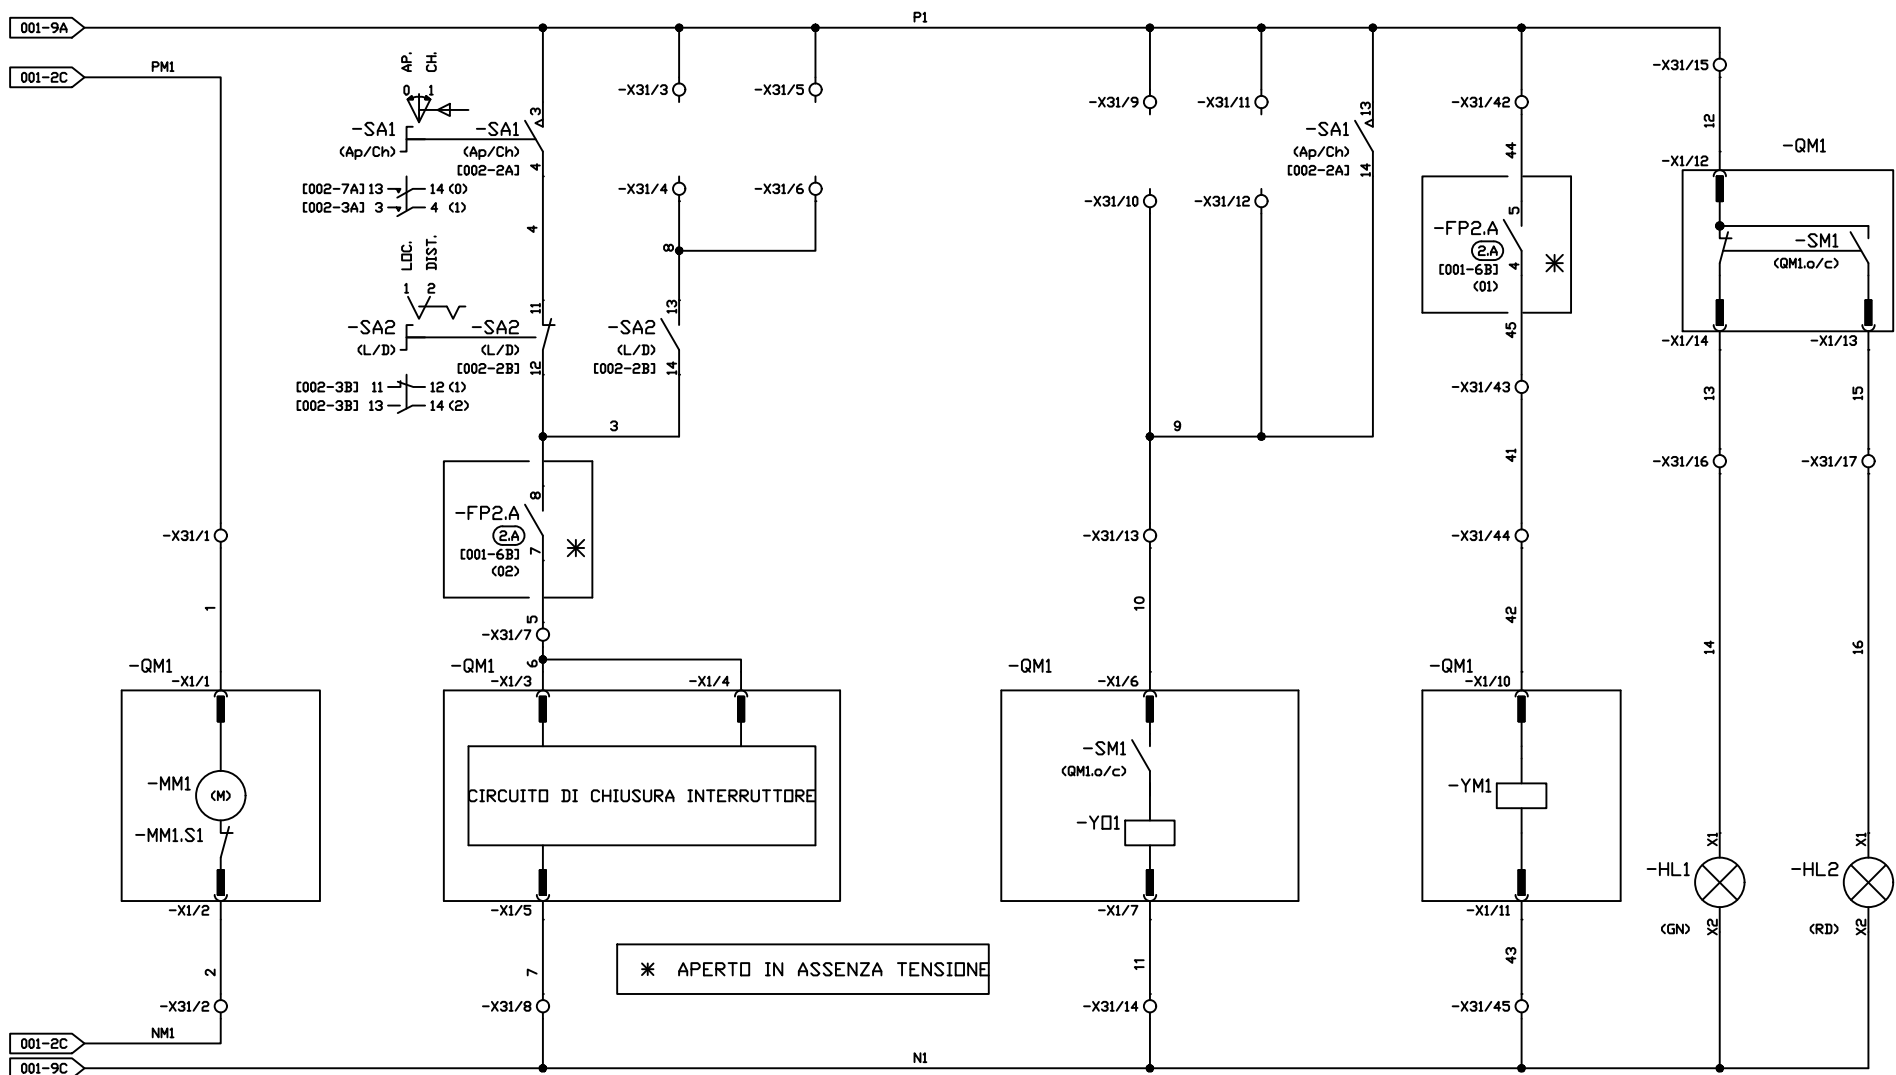 001-9A
P1
001-2C
PM1
AP.
CH.
0 1
-SA1
(Ap/Ch)
[002-7A] 13 14 (0)
[002-3A] 3 4 (1)
LOC.
DIST.
1 2
-SA2
(L/D)
[002-3B] 11 12 (1)
[002-3B] 13 14 (2)
3
-SA1
(Ap/Ch)
[002-2A]
4
4
11
-SA2
(L/D)
[002-2B]
12
-X31/3
-X31/4
-X31/5
-X31/6
8
13
-SA2
(L/D)
[002-2B]
14
3
8
-FP2.A
2.A
[001-6B]
(02)
7
5
-X31/7
6
-QM1
-X1/3
-X1/4
CIRCUITO DI CHIUSURA INTERRUTTORE
-X1/5
7
-X31/8
-X31/1
1
-QM1
-X1/1
-MM1
(M)
-MM1.S1
-X1/2
2
-X31/2
001-2C
NM1
001-9C
N1
* APERTO IN ASSENZA TENSIONE
-X31/9
-X31/10
-X31/11
-X31/12
13
-SA1
(Ap/Ch)
[002-2A]
14
9
-X31/13
10
-QM1
-X1/6
-SM1
(QM1.o/c)
-YO1
-X1/7
11
-X31/14
-X31/42
44
5
-FP2.A
2.A
[001-6B]
(01)
4
45
-X31/43
41
-X31/44
42
-QM1
-X1/10
-YM1
-X1/11
43
-X31/45
-X31/15
12
-X1/12
-QM1
-SM1
(QM1.o/c)
-X1/14
-X1/13
13
15
-X31/16
-X31/17
14
16
X1
-HL1
(GN)
X2
X1
-HL2
(RD)
X2